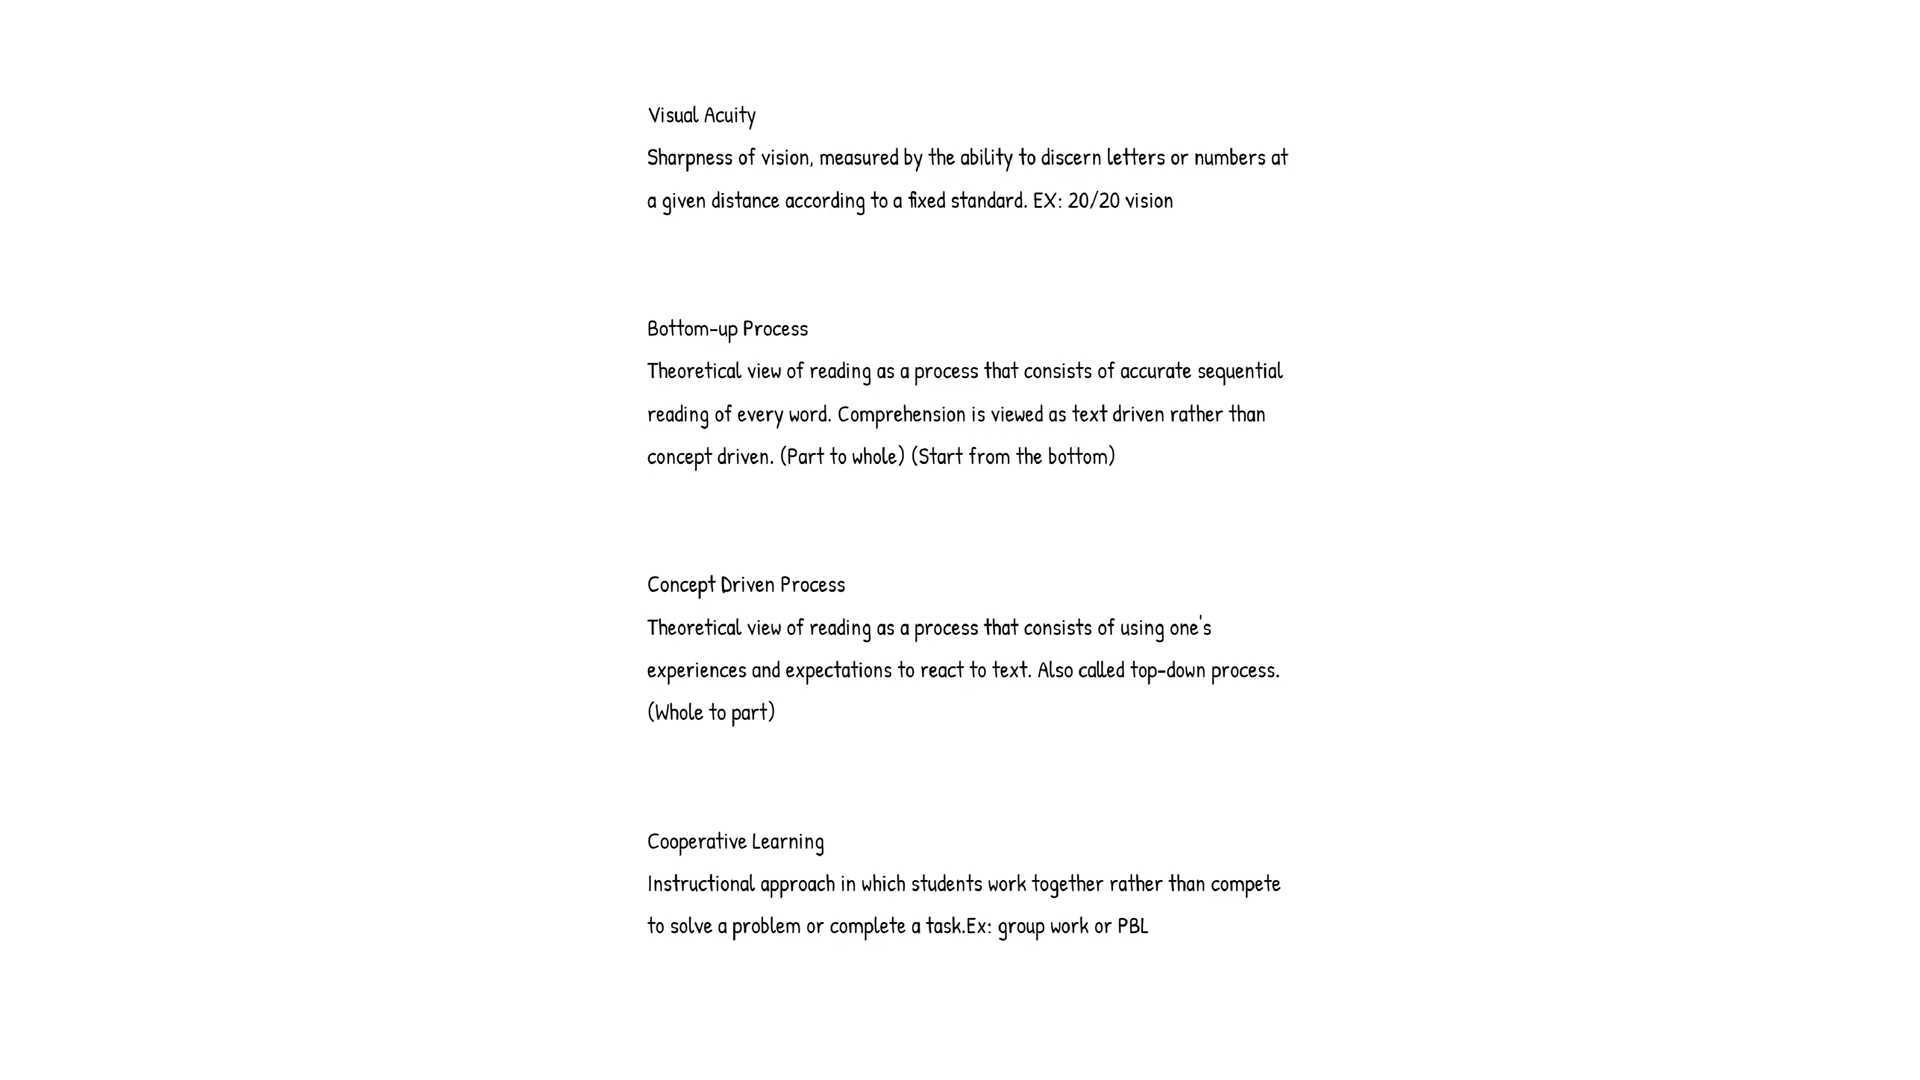 Visual Acuity
Sharpness of vision, measured by the ability to discern letters or numbers at
a given distance according to a fixed standard. EX: 20/20 vision
Bottom-up Process
Theoretical view of reading as a process that consists of accurate sequential
reading of every word. Comprehension is viewed as text driven rather than
concept driven. (Part to whole) (Start from the bottom)
Concept Driven Process
Theoretical view of reading as a process that consists of using one's
experiences and expectations to react to text. Also called top-down process.
(Whole to part)
Cooperative Learning
Instructional approach in which students work together rather than compete
to solve a problem or complete a task.Ex: group work or PBL